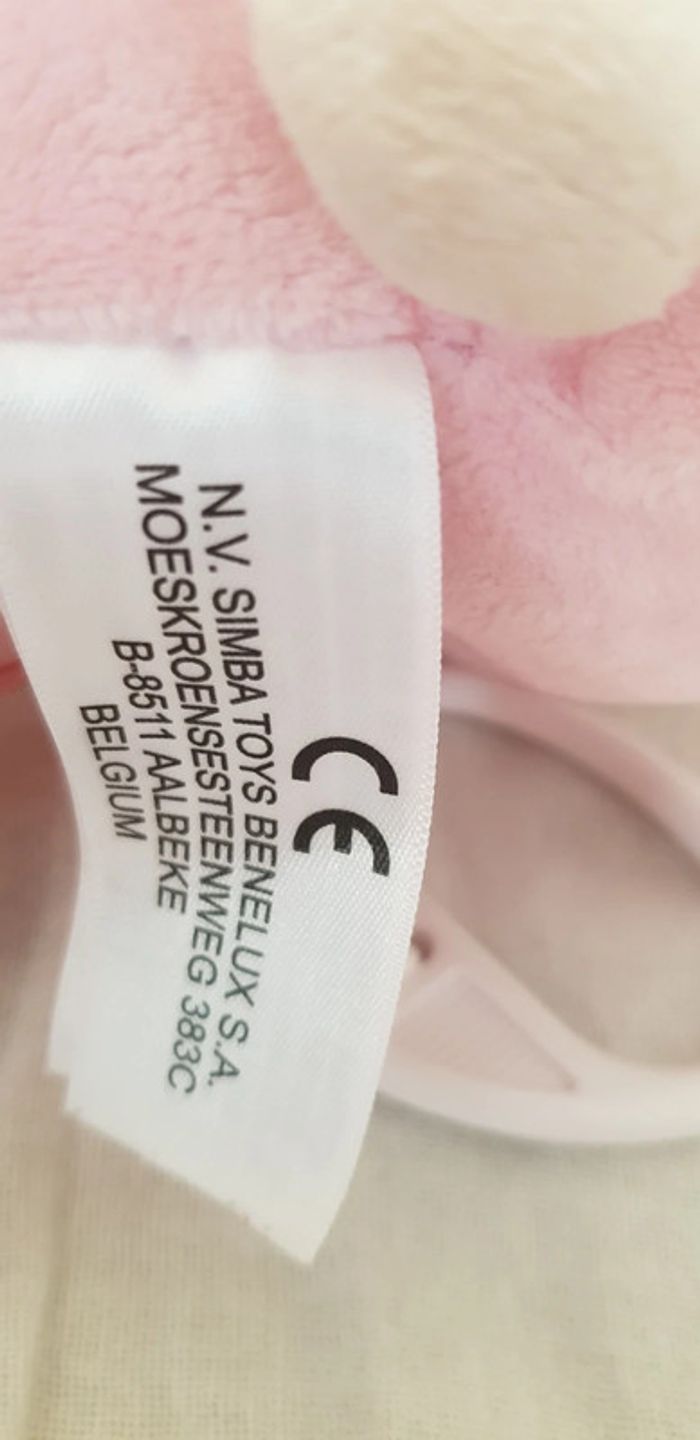 CE
N.V. SIMBA TOYS BENELUX S.A.
MOESKROENSESTEENWEG 383C
B-8511 AALBEKE
BELGIUM